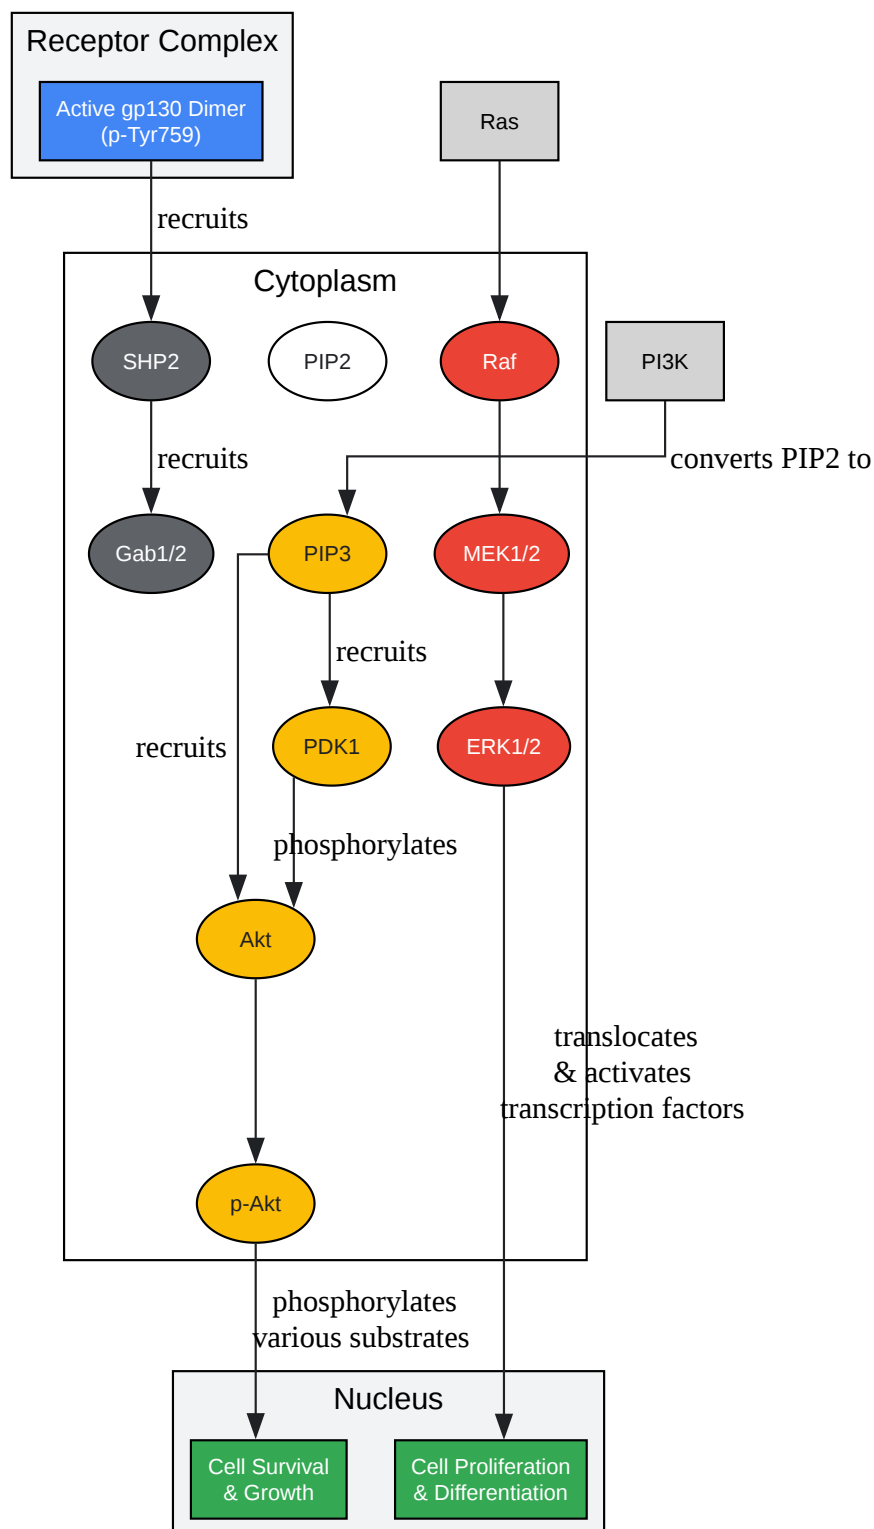 Receptor Complex
Active gp130 Dimer
(p-Tyr759)
Ras
recruits
Cytoplasm
SHP2
PIP2
Raf
PI3K
recruits
converts PIP2 to
Gab1/2
PIP3
MEK1/2
recruits
recruits
PDK1
ERK1/2
phosphorylates
Akt
translocates
& activates
transcription factors
p-Akt
phosphorylates
various substrates
Nucleus
Cell Survival
& Growth
Cell Proliferation
& Differentiation